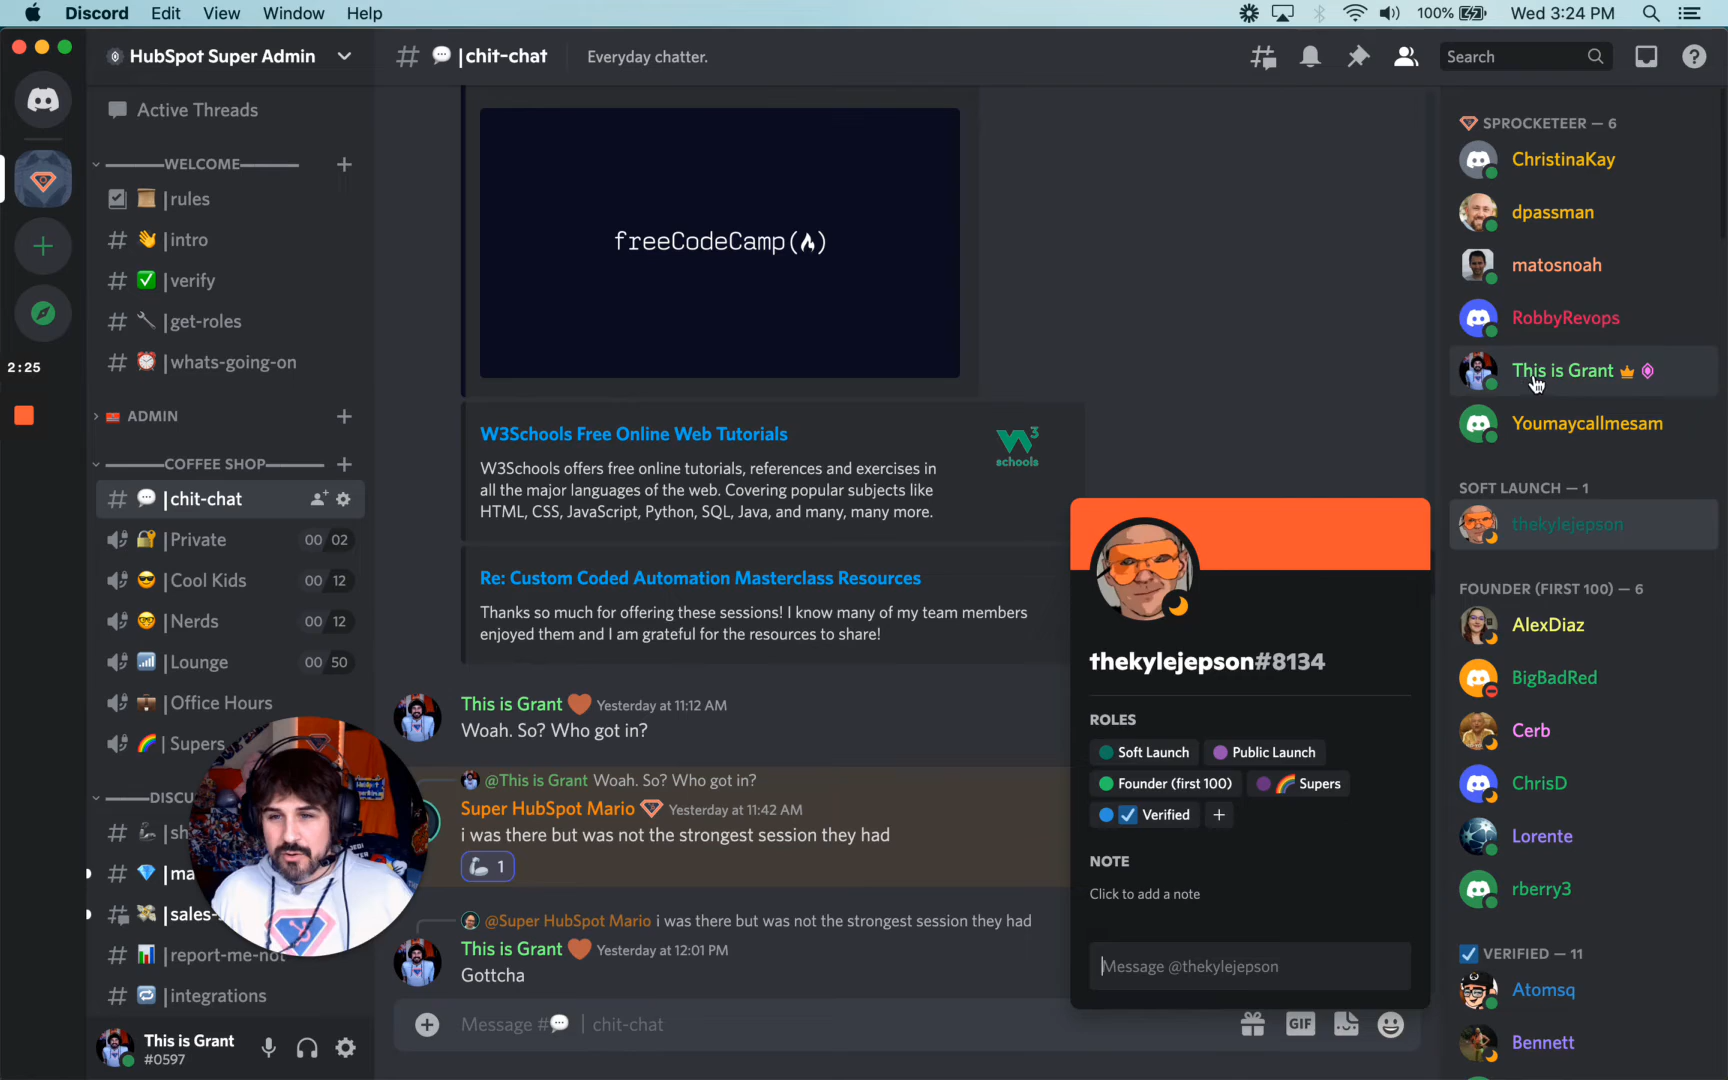 Discord Edit View Window Help
100% Wed 3:24 PM
HubSpot Super Admin
|chit-chat Everyday chatter.
Search
Active Threads
WELCOME
|rules
|intro
|verify
|get-roles
|whats-going-on
2:25
ADMIN
COFFEE SHOP
|chit-chat
|Private 00 02
|Cool Kids 00 12
|Nerds 00 12
|Lounge 00 50
|Office Hours
|Supers
DISCU
|sh
|ma
|sales-
|report-me-not
|integrations
This is Grant
#0597
freeCodeCamp(🔥)
W3Schools Free Online Web Tutorials
W3Schools offers free online tutorials, references and exercises in
all the major languages of the web. Covering popular subjects like
HTML, CSS, JavaScript, Python, SQL, Java, and many, many more.
W3
schools
Re: Custom Coded Automation Masterclass Resources
Thanks so much for offering these sessions! I know many of my team members
enjoyed them and I am grateful for the resources to share!
This is Grant Yesterday at 11:12 AM
Woah. So? Who got in?
@This is Grant Woah. So? Who got in?
Super HubSpot Mario Yesterday at 11:42 AM
i was there but was not the strongest session they had
1
@Super HubSpot Mario i was there but was not the strongest session they had
This is Grant Yesterday at 12:01 PM
Gottcha
Message # | chit-chat
GIF
thekylejepson#8134
ROLES
Soft Launch Public Launch
Founder (first 100) Supers
Verified +
NOTE
Click to add a note
Message @thekylejepson
SPROCKETEER — 6
ChristinaKay
dpassman
matosnoah
RobbyRevops
This is Grant
Youmaycallmesam
SOFT LAUNCH — 1
thekylejepson
FOUNDER (FIRST 100) — 6
AlexDiaz
BigBadRed
Cerb
ChrisD
Lorente
rberry3
VERIFIED — 11
Atomsq
Bennett